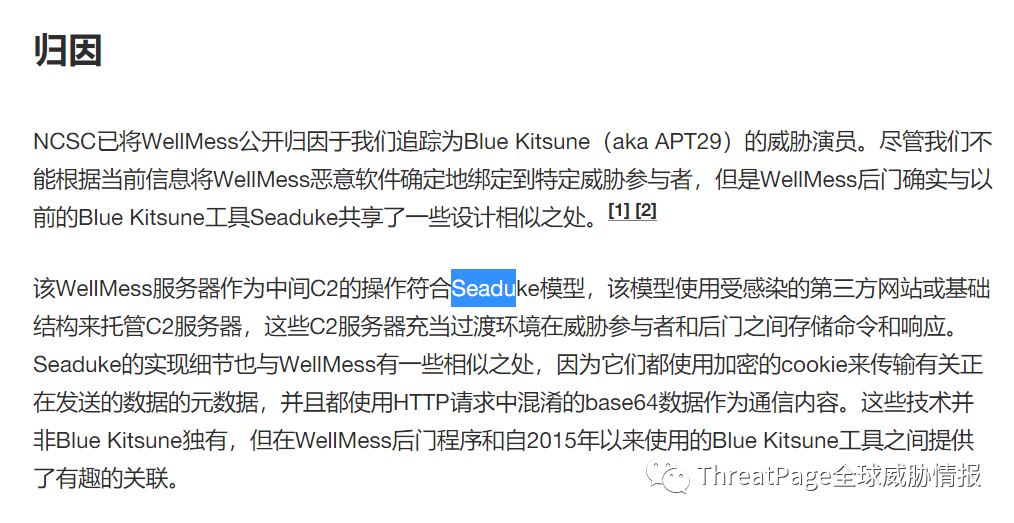 归因
NCSC已将WellMess公开归因于我们追踪为Blue Kitsune（aka APT29）的威胁演员。尽管我们不
能根据当前信息将WellMess恶意软件确定地绑定到特定威胁参与者，但是WellMess后门确实与以
前的Blue Kitsune工具Seaduke共享了一些设计相似之处。[1] [2]
该WellMess服务器作为中间C2的操作符合Seaduke模型，该模型使用受感染的第三方网站或基础
结构来托管C2服务器，这些C2服务器充当过渡环境在威胁参与者和后门之间存储命令和响应。
Seaduke的实现细节也与WellMess有一些相似之处，因为它们都使用加密的cookie来传输有关正
在发送的数据的元数据，并且都使用HTTP请求中混淆的base64数据作为通信内容。这些技术并
非Blue Kitsune独有，但在WellMess后门程序和自2015年以来使用的Blue Kitsune工具之间提供
了有趣的关联。
ThreatPage全球威胁情报